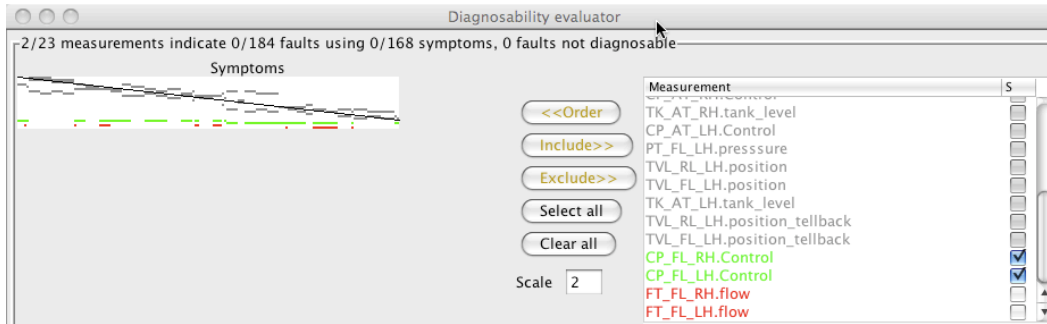 Diagnosability evaluator
2/23 measurements indicate 0/184 faults using 0/168 symptoms, 0 faults not diagnosable
Symptoms
<<Order
Include>>
Exclude>>
Select all
Clear all
Scale 2
Measurement S
CP_AT_RH.Control
TK_AT_RH.tank_level
CP_AT_LH.Control
PT_FL_LH.presssure
TVL_RL_LH.position
TVL_FL_LH.position
TK_AT_LH.tank_level
TVL_RL_LH.position_tellback
TVL_FL_LH.position_tellback
CP_FL_RH.Control
CP_FL_LH.Control
FT_FL_RH.flow
FT_FL_LH.flow